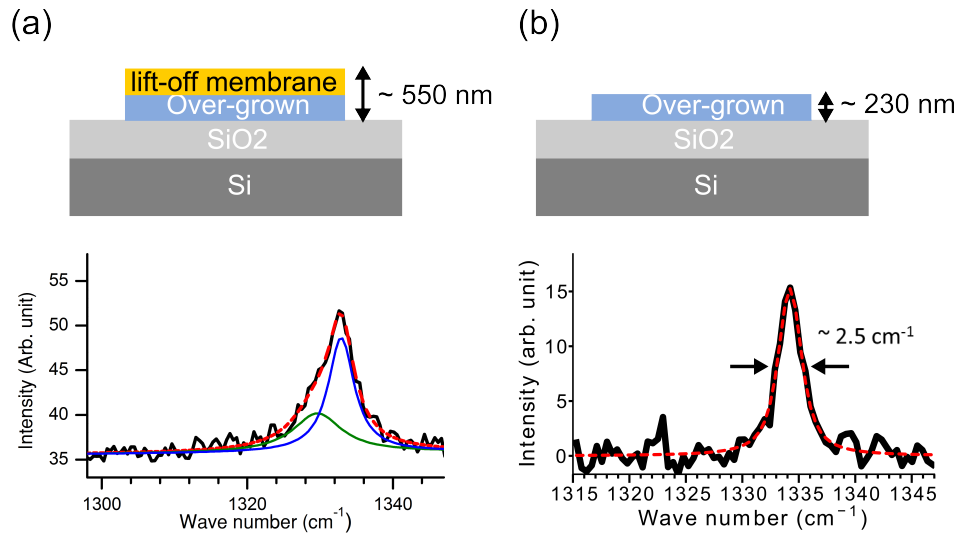 (a)
lift-off membrane
Over-grown
SiO2
Si
~ 550 nm
Intensity (Arb. unit)
55
50
45
40
35
1300
1320
1340
Wave number (cm⁻¹)
(b)
Over-grown
SiO2
Si
~ 230 nm
Intensity (arb. unit)
15
10
5
0
~ 2.5 cm⁻¹
1315
1320
1325
1330
1335
1340
1345
Wave number (cm⁻¹)